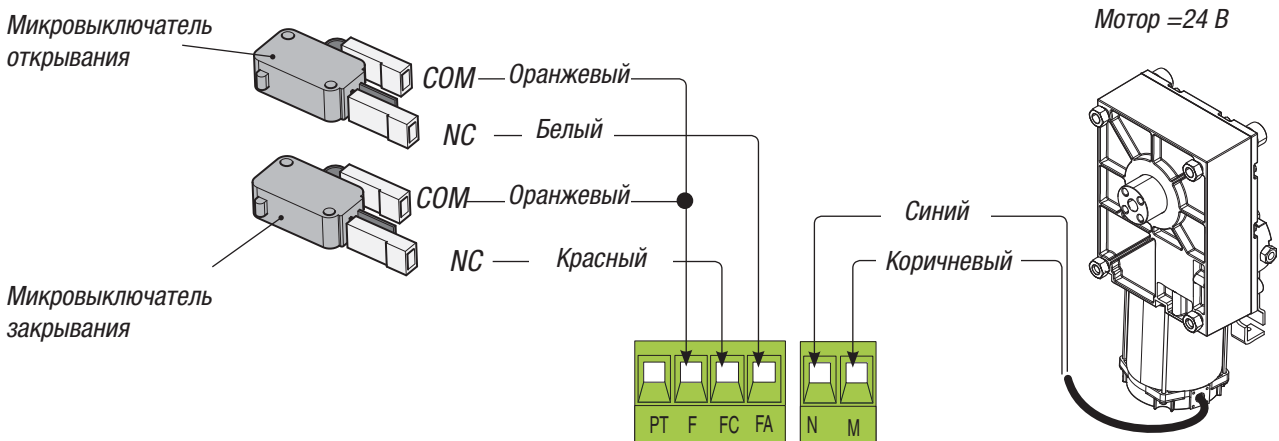 Мотор =24 В
Микровыключатель
открывания
COM Оранжевый
NC Белый
COM Оранжевый
NC Красный
Микровыключатель
закрывания
Синий
Коричневый
PT F FC FA N M